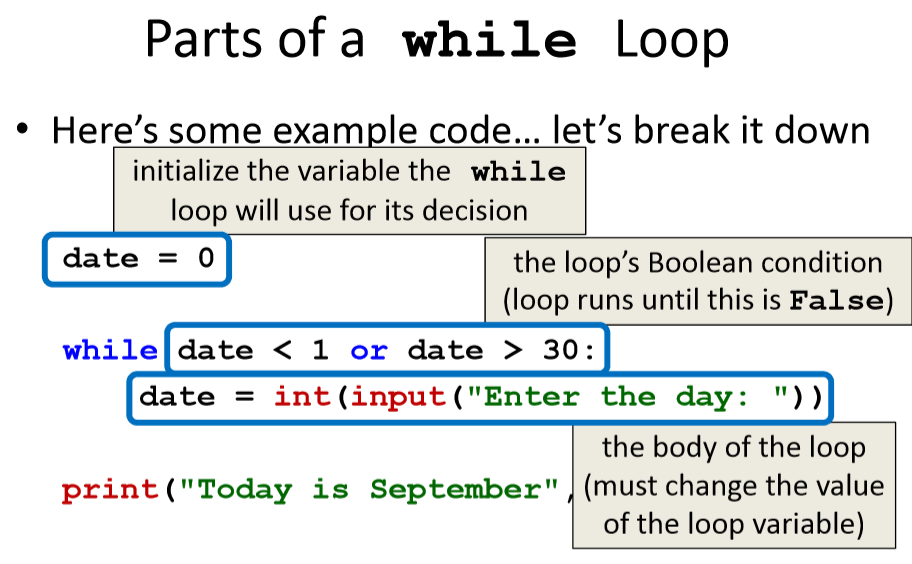 Parts of a while Loop
• Here’s some example code… let’s break it down
initialize the variable the while
loop will use for its decision
date = 0
the loop’s Boolean condition
(loop runs until this is False)
while date < 1 or date > 30:
date = int(input("Enter the day: "))
the body of the loop
(must change the value
of the loop variable)
print("Today is September",